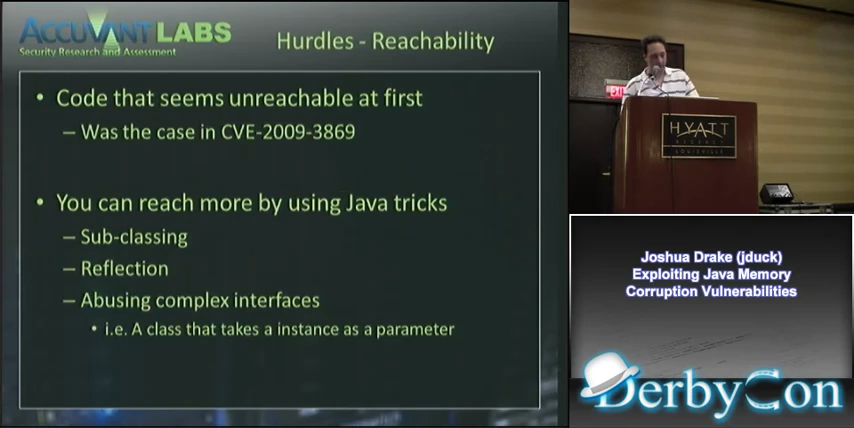 ACCUVANT LABS
Security Research and Assessment
Hurdles - Reachability
• Code that seems unreachable at first
– Was the case in CVE-2009-3869
• You can reach more by using Java tricks
– Sub-classing
– Reflection
– Abusing complex interfaces
• i.e. A class that takes a instance as a parameter
EXIT
HYATT
REGENCY
LOUISVILLE
Joshua Drake (jduck)
Exploiting Java Memory
Corruption Vulnerabilities
DerbyCon